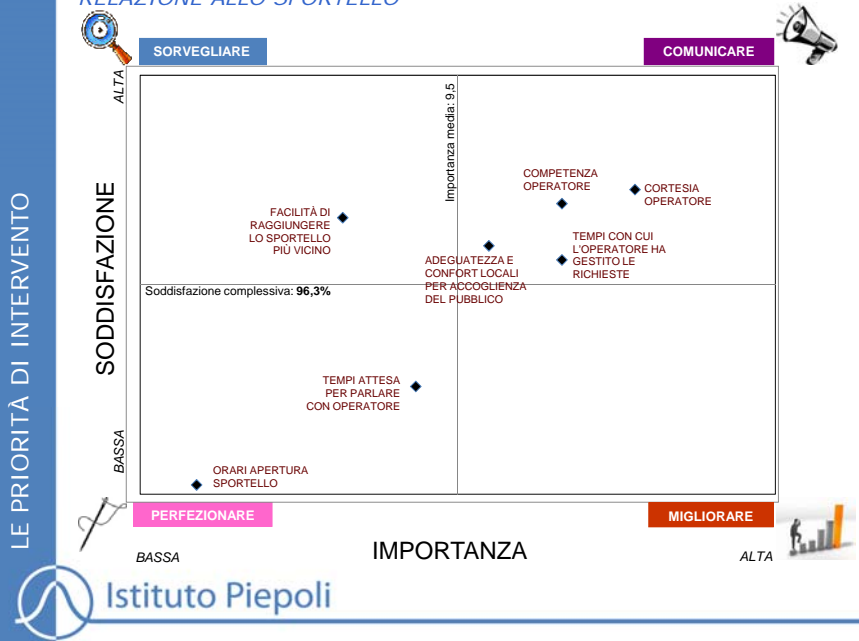 RELAZIONE ALLO SPORTELLO
SORVEGLIARE
COMUNICARE
ALTA
Importanza media: 9,5
COMPETENZA
OPERATORE
CORTESIA
OPERATORE
FACILITÀ DI
RAGGIUNGERE
LO SPORTELLO
PIÙ VICINO
TEMPI CON CUI
L'OPERATORE HA
GESTITO LE
RICHIESTE
ADEGUATEZZA E
CONFORT LOCALI
PER ACCOGLIENZA
DEL PUBBLICO
SODDISFAZIONE
Soddisfazione complessiva: 96,3%
LE PRIORITÀ DI INTERVENTO
TEMPI ATTESA
PER PARLARE
CON OPERATORE
BASSA
ORARI APERTURA
SPORTELLO
PERFEZIONARE
MIGLIORARE
BASSA
IMPORTANZA
ALTA
Istituto Piepoli